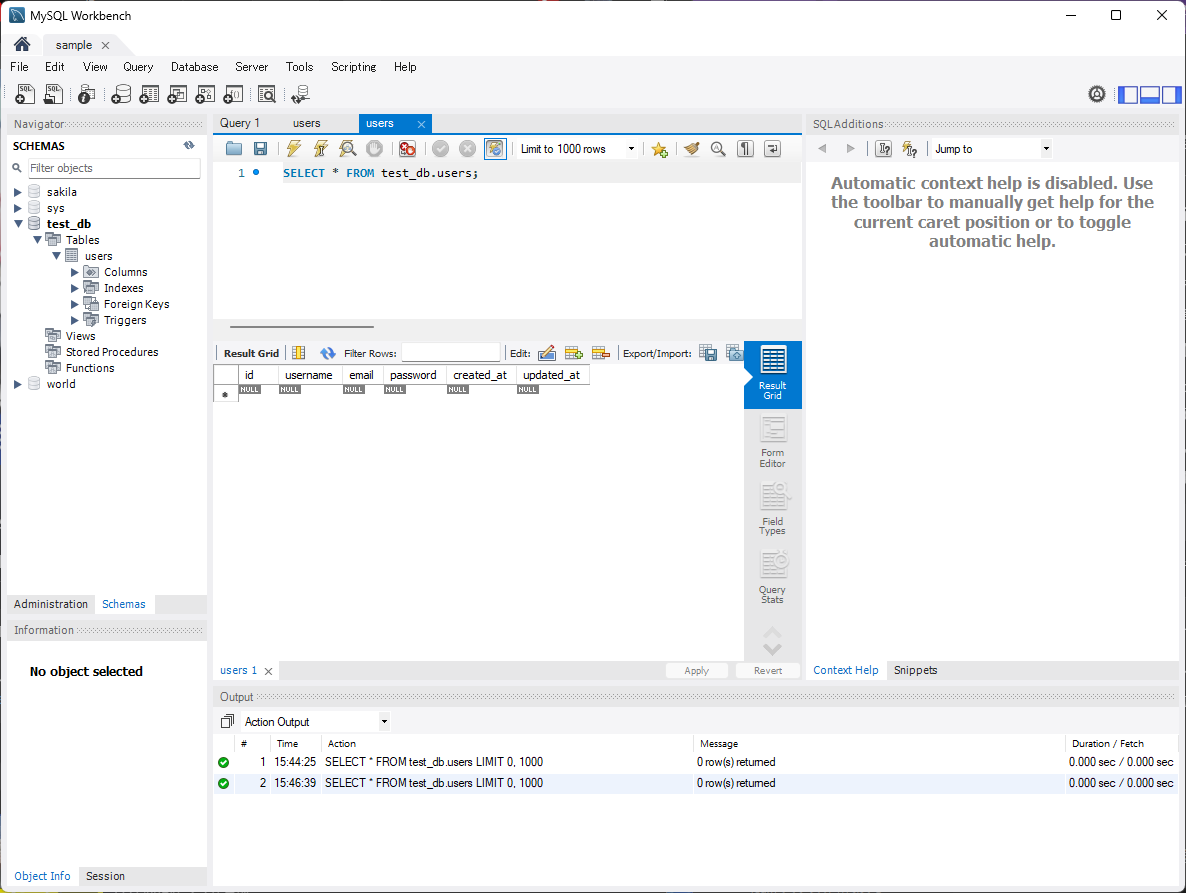 MySQL Workbench
sample
File Edit View Query Database Server Tools Scripting Help
Navigator
SCHEMAS
Filter objects
sakila
sys
test_db
Tables
users
Columns
Indexes
Foreign Keys
Triggers
Views
Stored Procedures
Functions
world
Administration Schemas
Information
No object selected
Object Info Session
Query 1 users users
Limit to 1000 rows
1 SELECT * FROM test_db.users;
Result Grid Filter Rows: Edit: Export/Import:
id username email password created_at updated_at
NULL NULL NULL NULL NULL NULL
Result
Grid
Form
Editor
Field
Types
Query
Stats
users 1 Apply Revert
SQLAdditions
Jump to
Automatic context help is disabled. Use
the toolbar to manually get help for the
current caret position or to toggle
automatic help.
Context Help Snippets
Output
Action Output
# Time Action Message Duration / Fetch
1 15:44:25 SELECT * FROM test_db.users LIMIT 0, 1000 0 row(s) returned 0.000 sec / 0.000 sec
2 15:46:39 SELECT * FROM test_db.users LIMIT 0, 1000 0 row(s) returned 0.000 sec / 0.000 sec